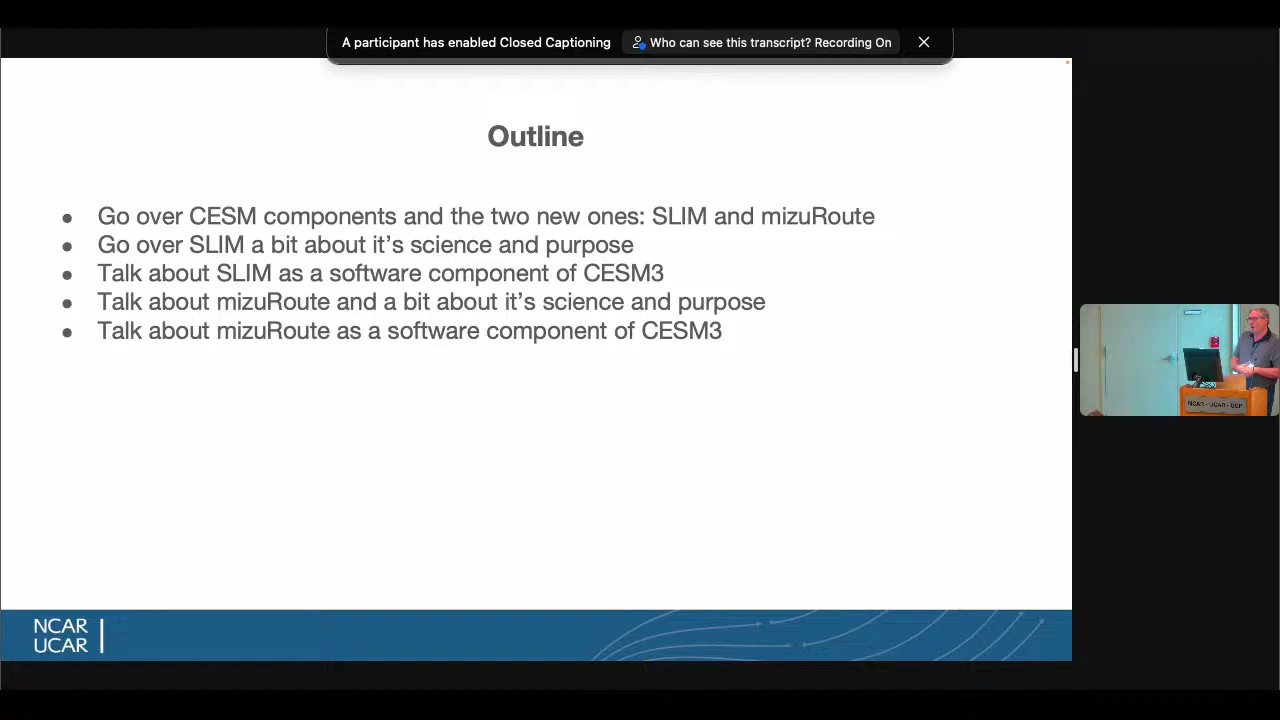 A participant has enabled Closed Captioning
Who can see this transcript? Recording On
Outline
● Go over CESM components and the two new ones: SLIM and mizuRoute
● Go over SLIM a bit about it’s science and purpose
● Talk about SLIM as a software component of CESM3
● Talk about mizuRoute and a bit about it’s science and purpose
● Talk about mizuRoute as a software component of CESM3
NCAR - UCAR - UCP
NCAR
UCAR